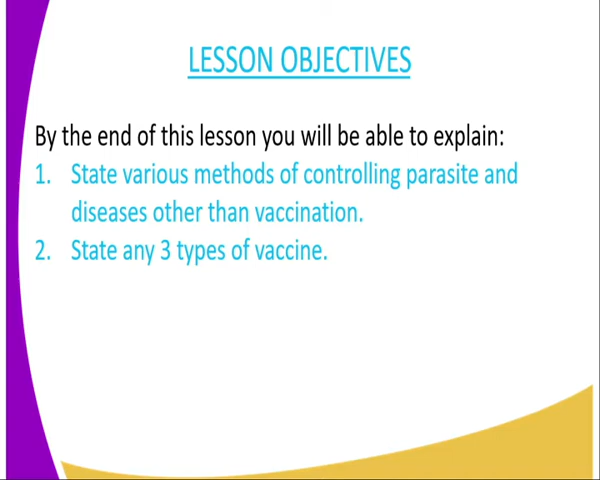 LESSON OBJECTIVES
By the end of this lesson you will be able to explain:
1. State various methods of controlling parasite and
diseases other than vaccination.
2. State any 3 types of vaccine.